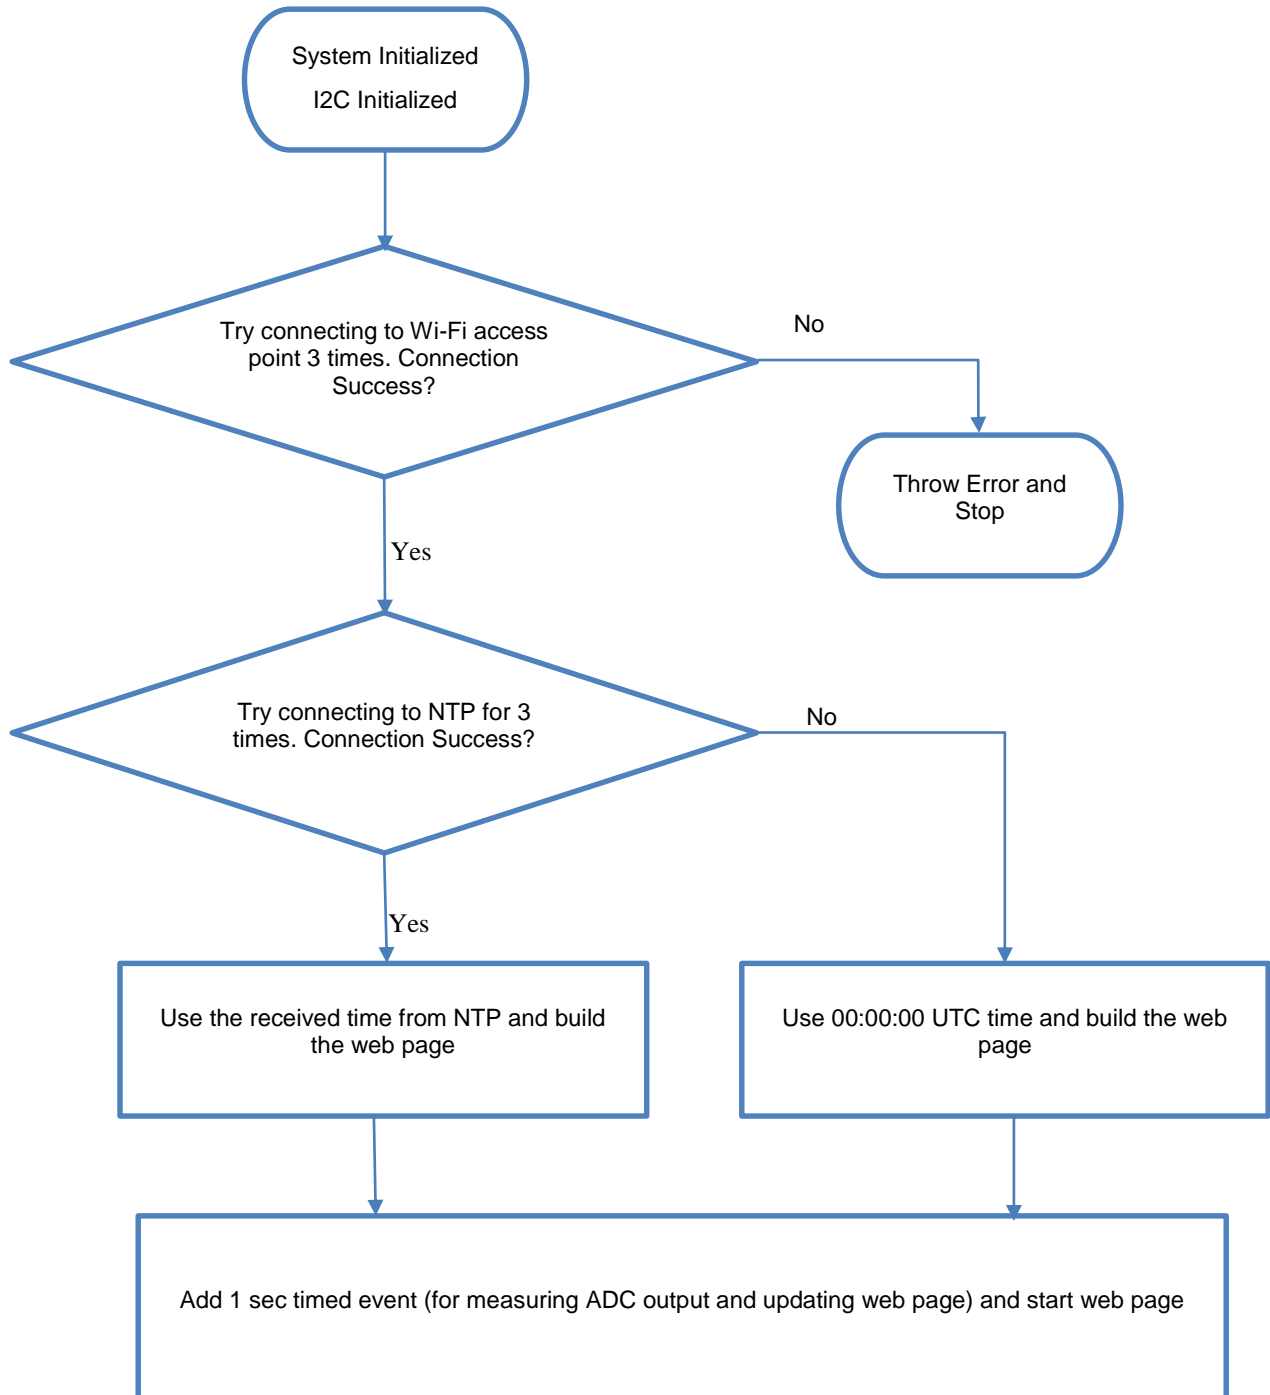 System Initialized
I2C Initialized
Try connecting to Wi-Fi access
point 3 times. Connection
Success?
No
Throw Error and
Stop
Yes
Try connecting to NTP for 3
times. Connection Success?
No
Yes
Use the received time from NTP and build
the web page
Use 00:00:00 UTC time and build the web
page
Add 1 sec timed event (for measuring ADC output and updating web page) and start web page